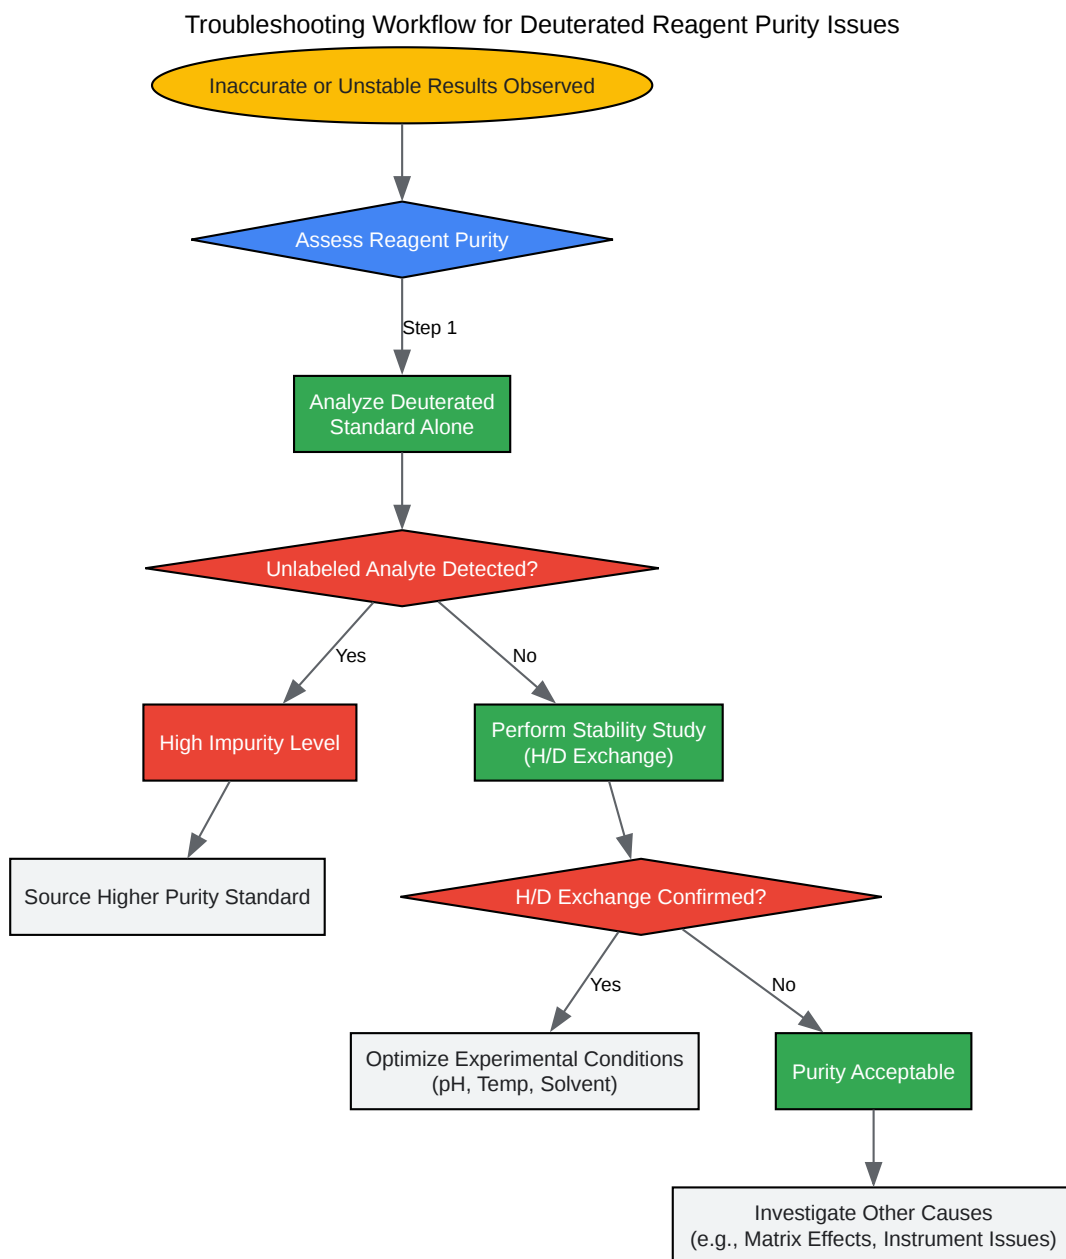 Troubleshooting Workflow for Deuterated Reagent Purity Issues
Inaccurate or Unstable Results Observed
Assess Reagent Purity
Step 1
Analyze Deuterated
Standard Alone
Unlabeled Analyte Detected?
Yes
No
High Impurity Level
Perform Stability Study
(H/D Exchange)
Source Higher Purity Standard
H/D Exchange Confirmed?
Yes
No
Optimize Experimental Conditions
(pH, Temp, Solvent)
Purity Acceptable
Investigate Other Causes
(e.g., Matrix Effects, Instrument Issues)